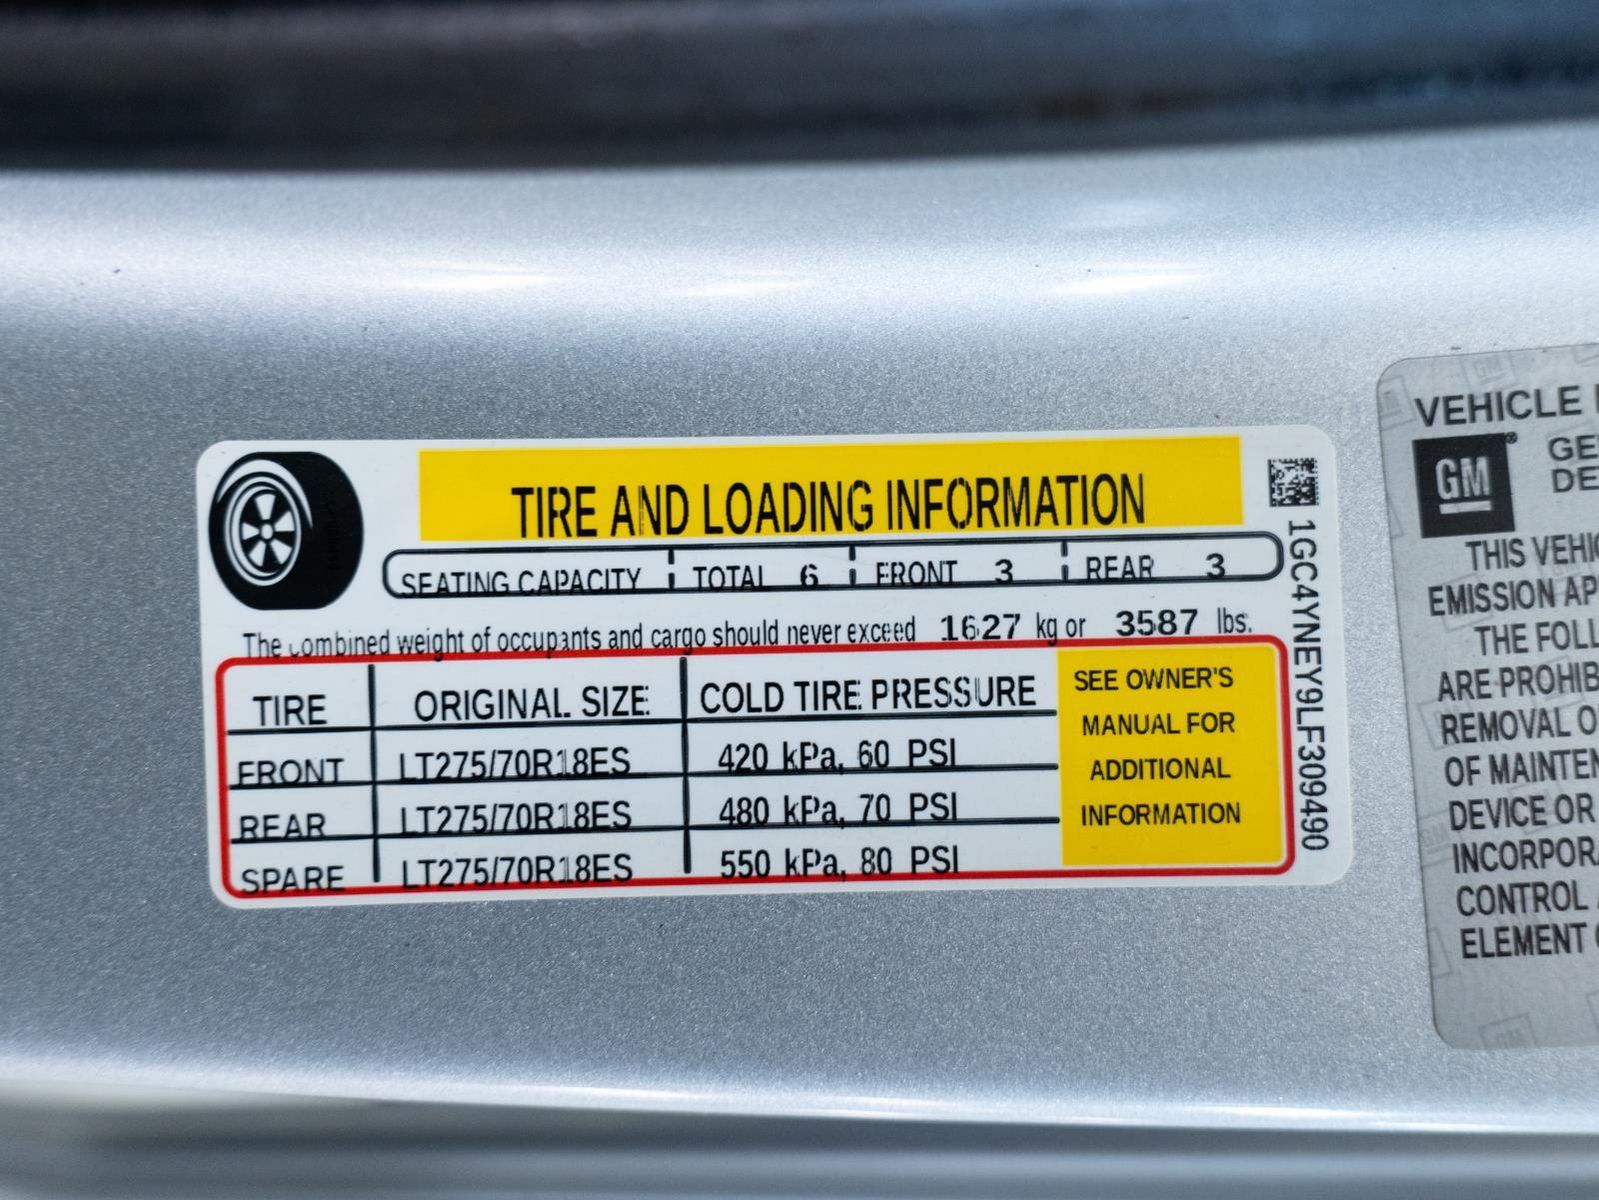 TIRE AND LOADING INFORMATION
SEATING CAPACITY TOTAL 6 FRONT 3 REAR 3
The combined weight of occupants and cargo should never exceed 1627 kg or 3587 lbs.
TIRE ORIGINAL SIZE COLD TIRE PRESSURE
FRONT LT275/70R18ES 420 kPa, 60 PSI
REAR LT275/70R18ES 480 kPa, 70 PSI
SPARE LT275/70R18ES 550 kPa, 80 PSI
SEE OWNER'S
MANUAL FOR
ADDITIONAL
INFORMATION
1GC4YNEY9LF309490
VEHICLE
GM
GE
DE
THIS VEHI
EMISSION AP
THE FOLL
ARE PROHIB
REMOVAL O
OF MAINTEN
DEVICE OR
INCORPOR
CONTROL
ELEMENT